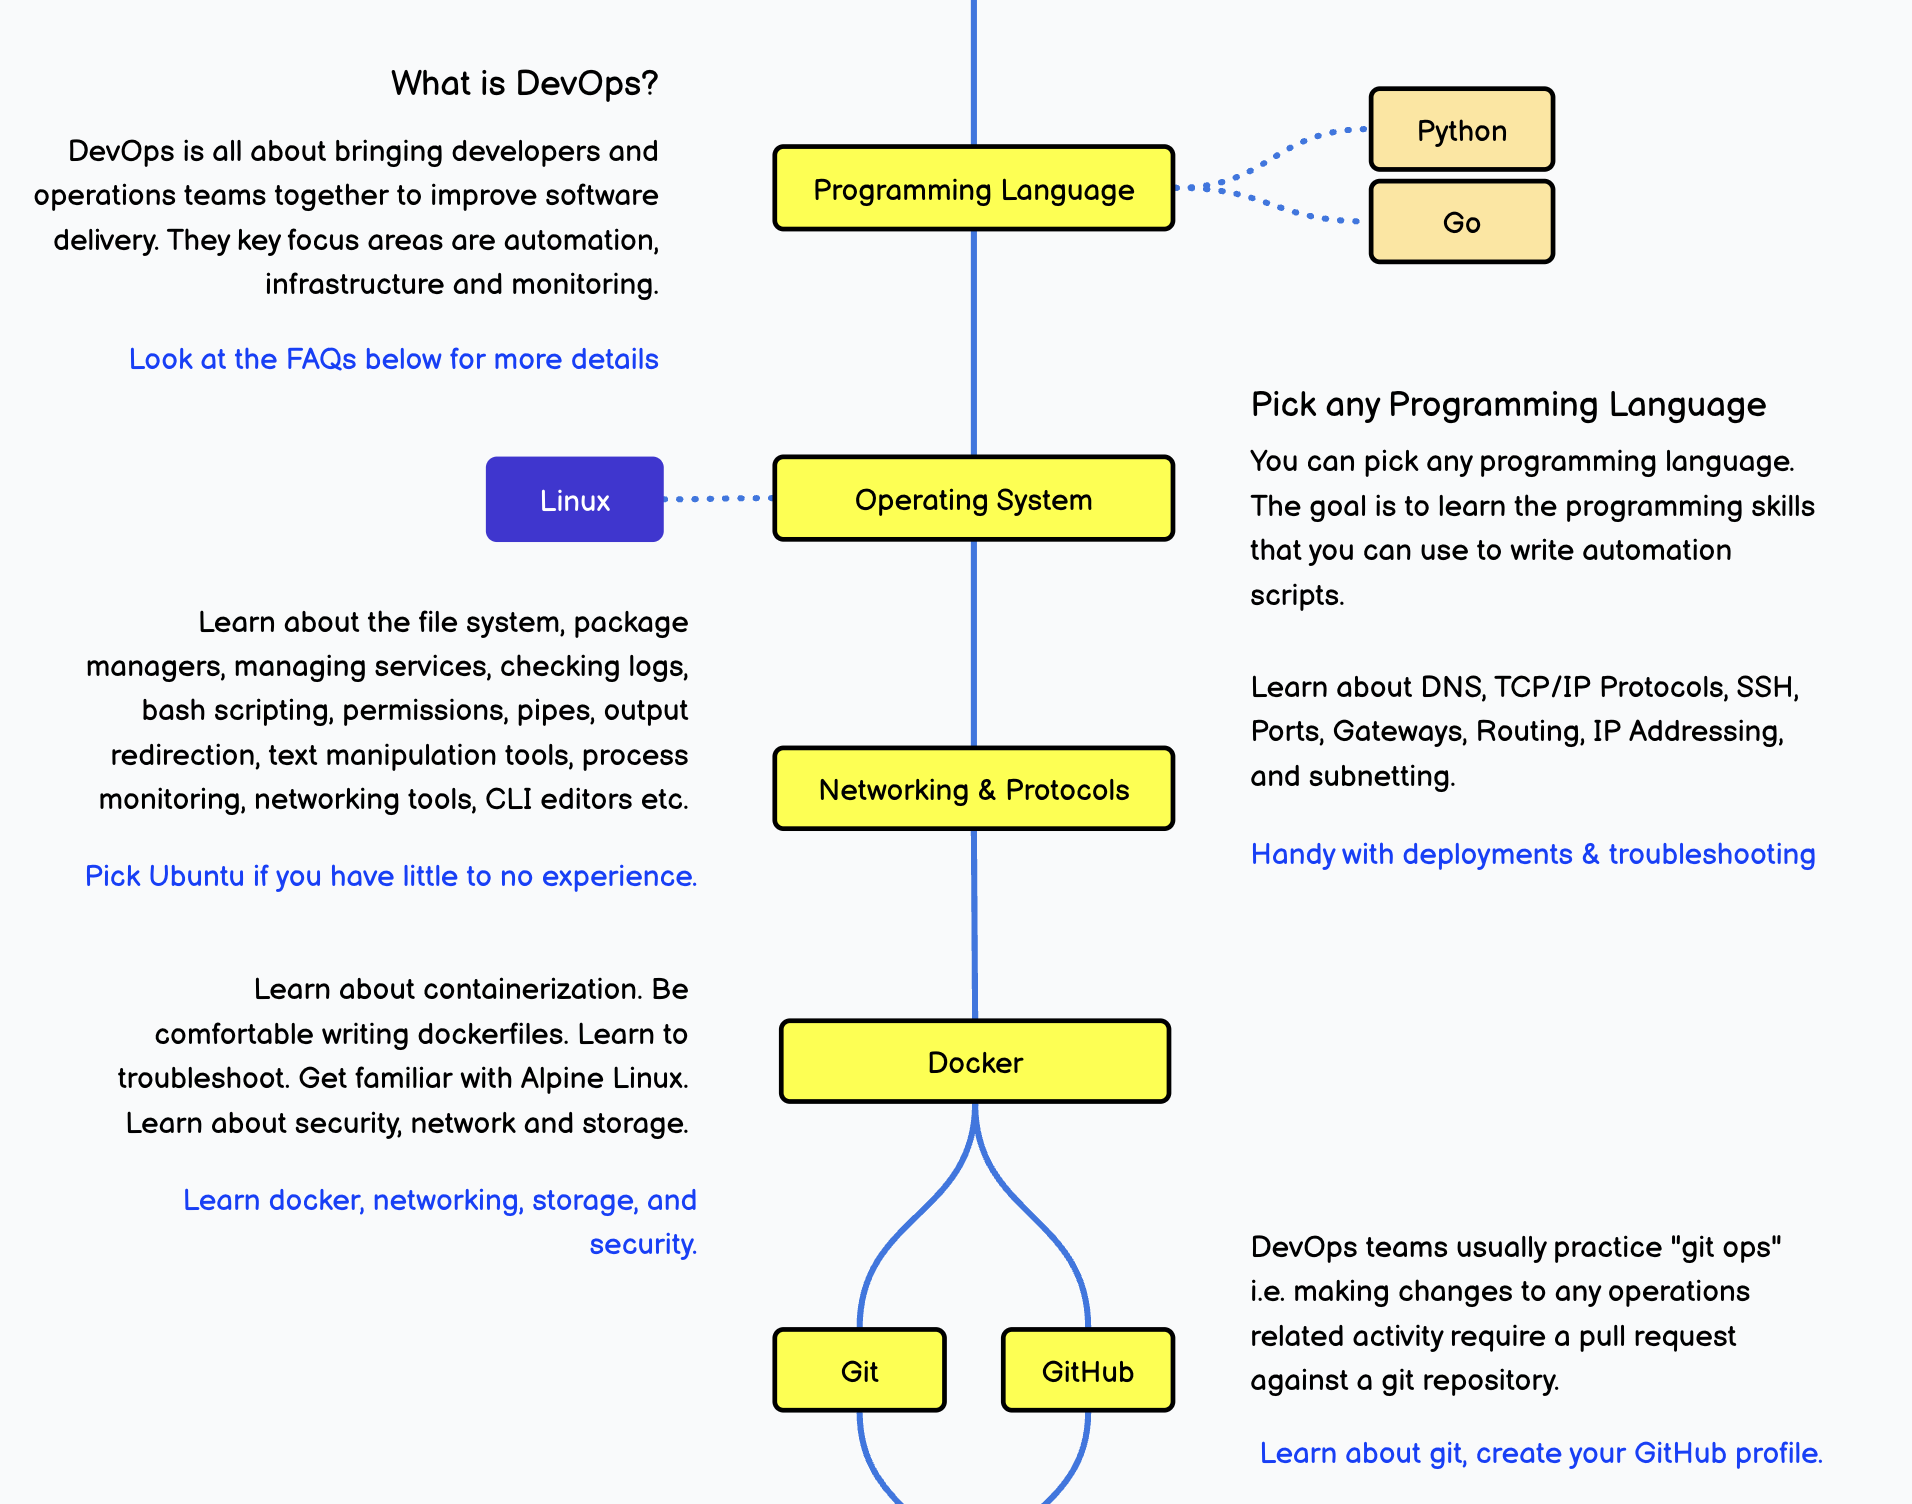 What is DevOps?
DevOps is all about bringing developers and
operations teams together to improve software
delivery. They key focus areas are automation,
infrastructure and monitoring.
Look at the FAQs below for more details
Programming Language
Python
Go
Pick any Programming Language
You can pick any programming language.
The goal is to learn the programming skills
that you can use to write automation
scripts.
Linux
Operating System
Learn about the file system, package
managers, managing services, checking logs,
bash scripting, permissions, pipes, output
redirection, text manipulation tools, process
monitoring, networking tools, CLI editors etc.
Pick Ubuntu if you have little to no experience.
Networking & Protocols
Learn about DNS, TCP/IP Protocols, SSH,
Ports, Gateways, Routing, IP Addressing,
and subnetting.
Handy with deployments & troubleshooting
Learn about containerization. Be
comfortable writing dockerfiles. Learn to
troubleshoot. Get familiar with Alpine Linux.
Learn about security, network and storage.
Learn docker, networking, storage, and
security.
Docker
Git
GitHub
DevOps teams usually practice "git ops"
i.e. making changes to any operations
related activity require a pull request
against a git repository.
Learn about git, create your GitHub profile.